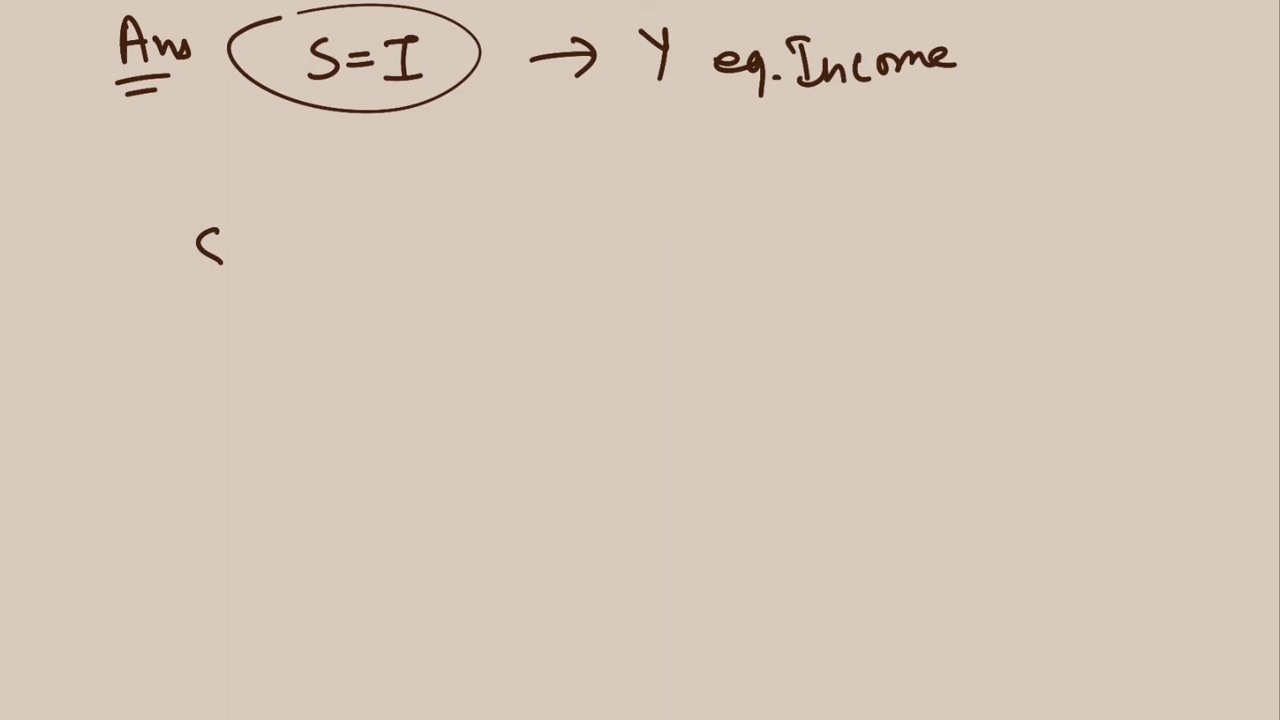 Ans S=I → Y eq. Income